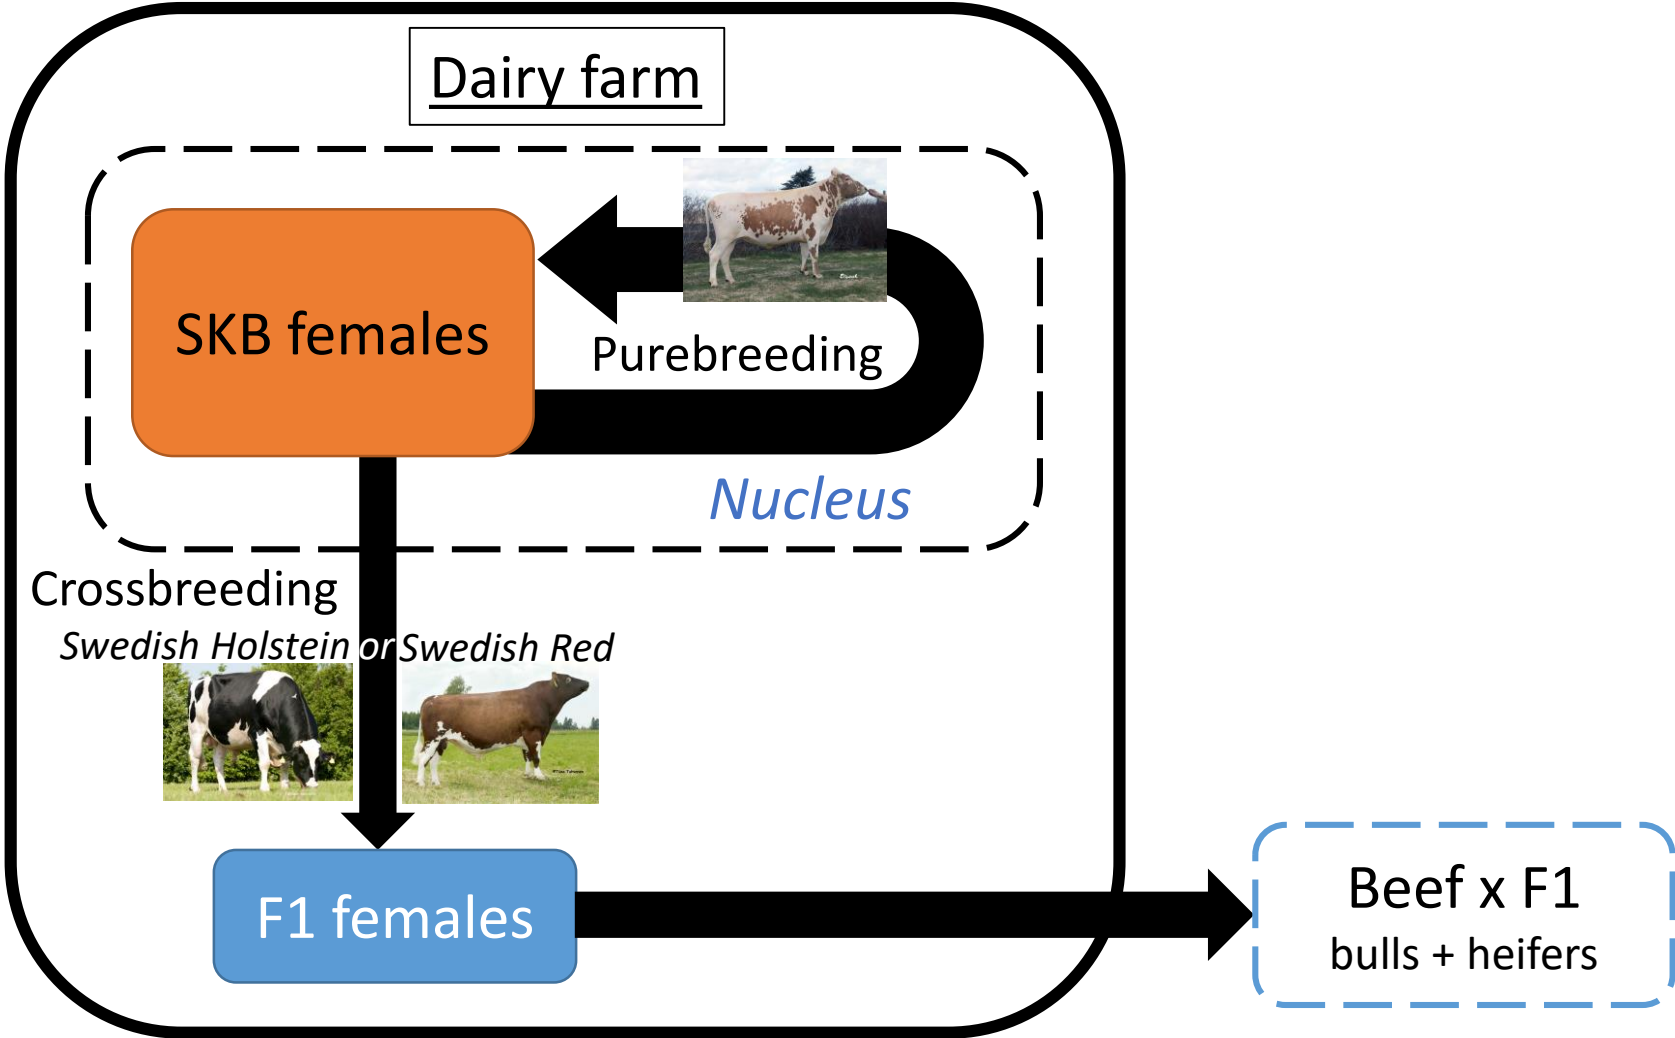 Dairy farm
SKB females
Purebreeding
Nucleus
Crossbreeding
Swedish Holstein or Swedish Red
F1 females
Beef x F1
bulls + heifers